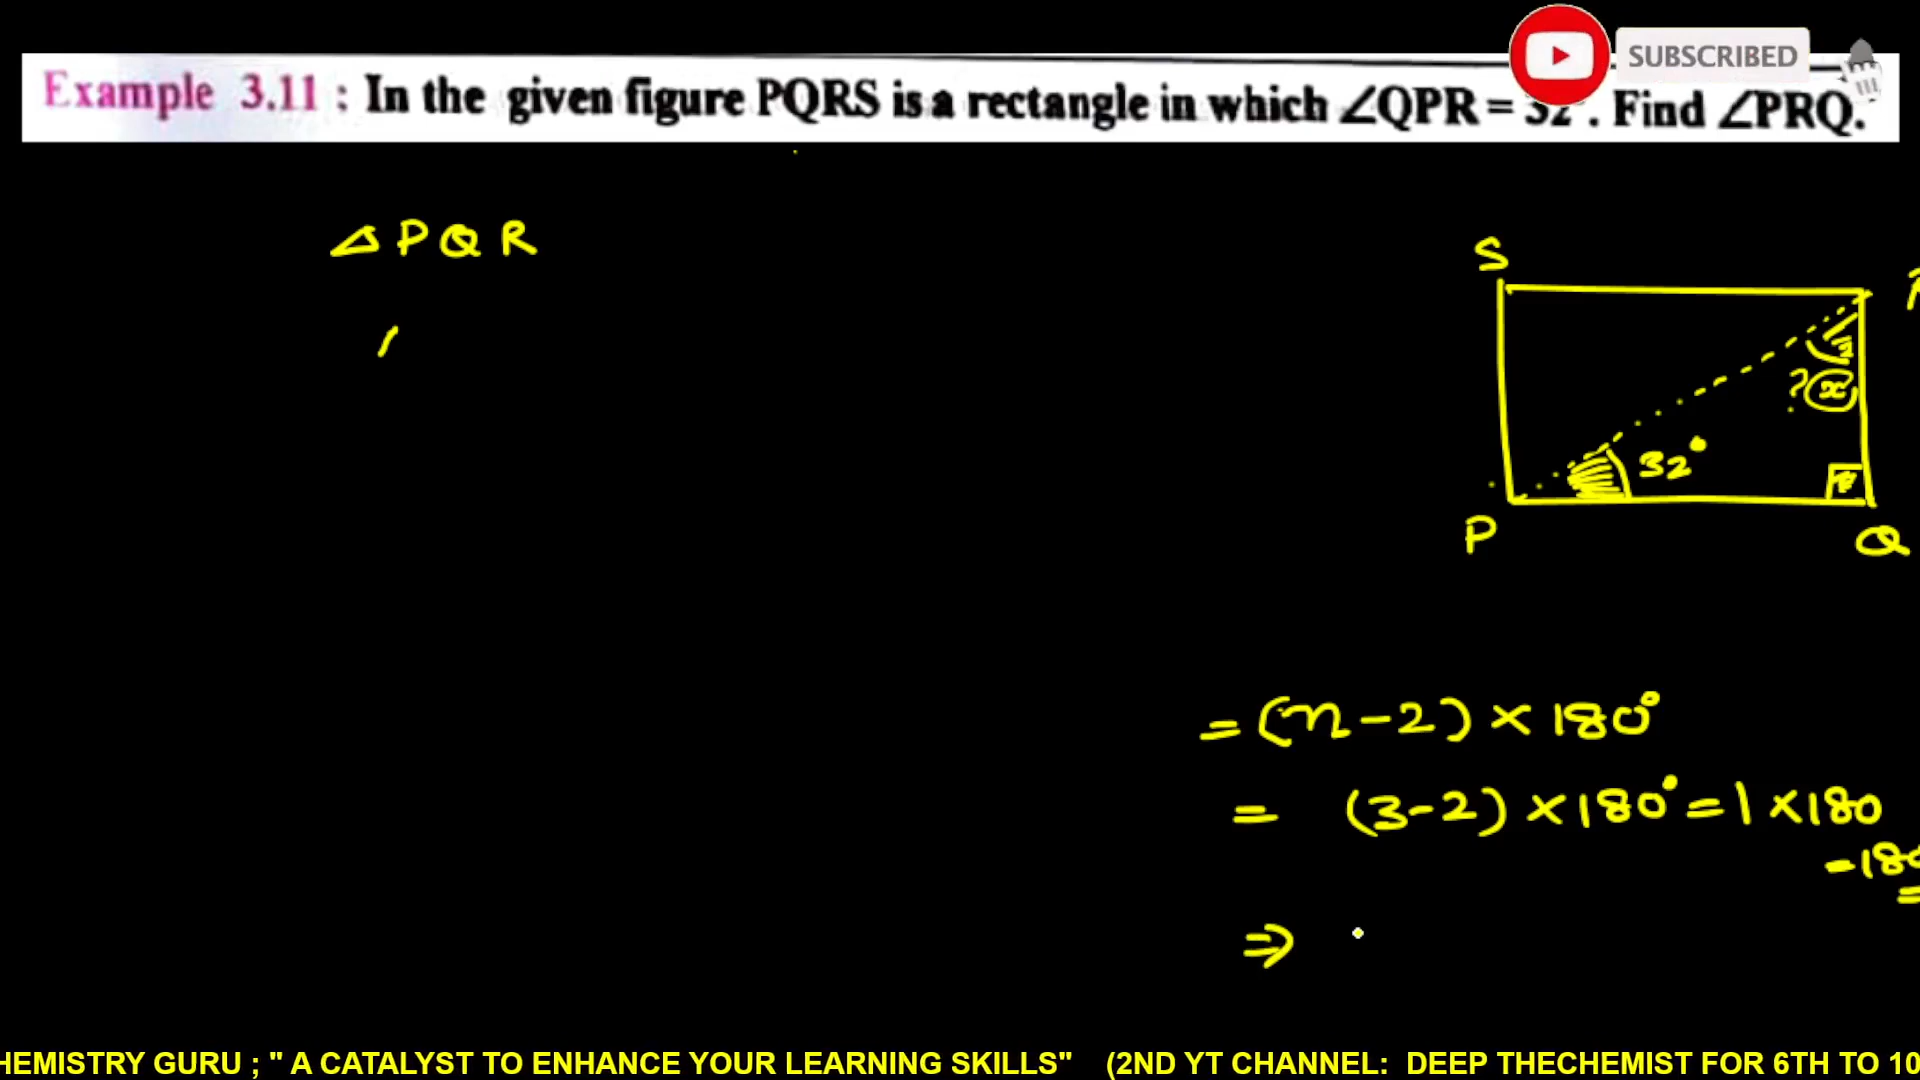 SUBSCRIBED
Example 3.11 : In the given figure PQRS is a rectangle in which ∠QPR = 32°. Find ∠PRQ.
△ P Q R
S
? x
32°
P
Q
= (n-2) × 180°
= (3-2) × 180° = 1 × 180
= 180
=
⇒
HEMISTRY GURU ; " A CATALYST TO ENHANCE YOUR LEARNING SKILLS" (2ND YT CHANNEL: DEEP THECHEMIST FOR 6TH TO 10